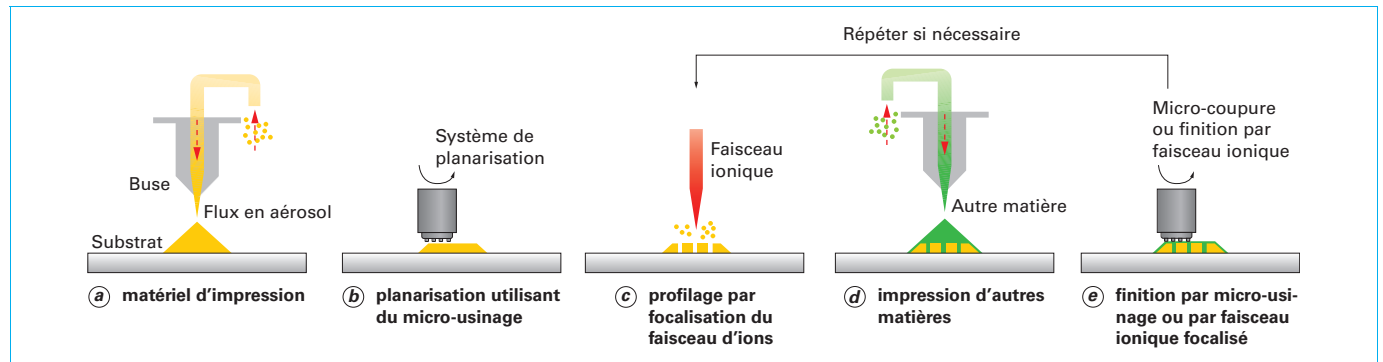 Répéter si nécessaire
Buse
Flux en aérosol
Substrat
Système de
planarisation
Faisceau
ionique
Autre matière
Micro-coupure
ou finition par
faisceau ionique
a matériel d'impression
b planarisation utilisant
du micro-usinage
c profilage par
focalisation du
faisceau d'ions
d impression d'autres
matières
e finition par micro-usi-
nage ou par faisceau
ionique focalisé